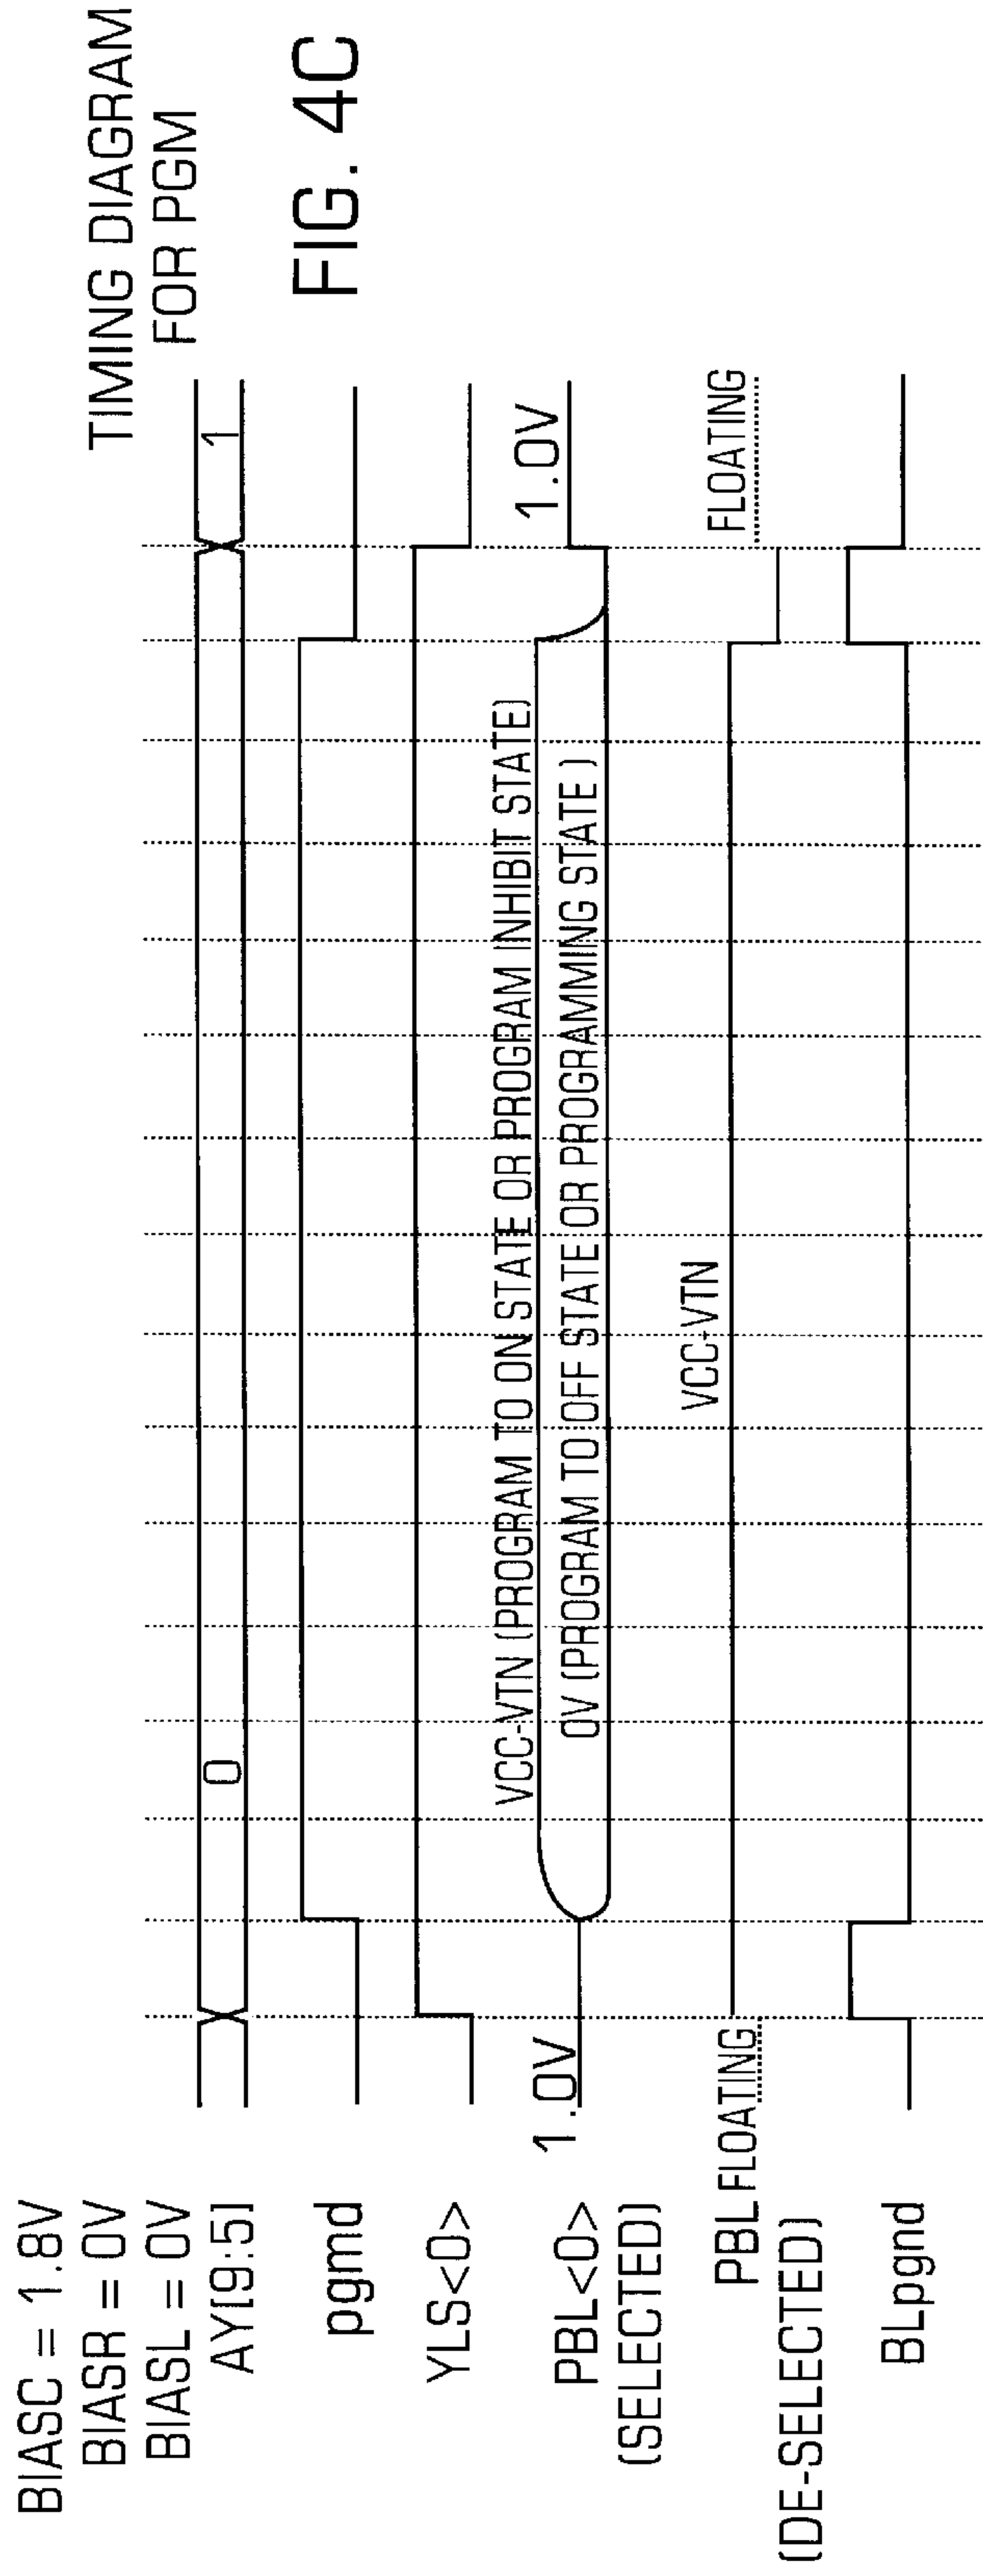 TIMING DIAGRAM
FOR PGM
FIG. 4C
BIASC = 1.8V
BIASR = 0V
BIASL = 0V
AY[9:5]
0
1
pgmd
YLS<0>
PBL<0>
(SELECTED)
1.0V
VCC-VTN (PROGRAM TO ON STATE OR PROGRAM INHIBIT STATE)
0V (PROGRAM TO OFF STATE OR PROGRAMMING STATE )
1.0V
PBL
(DE-SELECTED)
FLOATING
VCC-VTN
FLOATING
BLpgnd